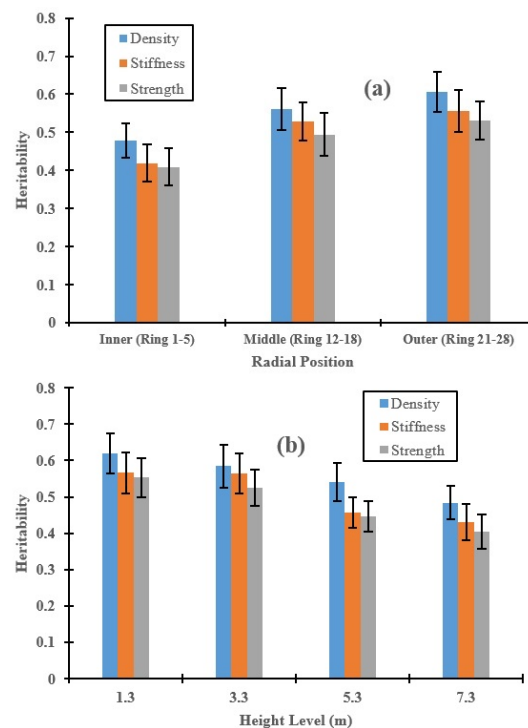 0.8
0.7
0.6
0.5
0.4
0.3
0.2
0.1
0
Heritability
Density
Stiffness
Strength
(a)
Inner (Ring 1-5) Middle (Ring 12-18) Outer (Ring 21-28)
Radial Position
0.8
0.7
0.6
0.5
0.4
0.3
0.2
0.1
0
Heritability
Density
Stiffness
Strength
(b)
1.3 3.3 5.3 7.3
Height Level (m)